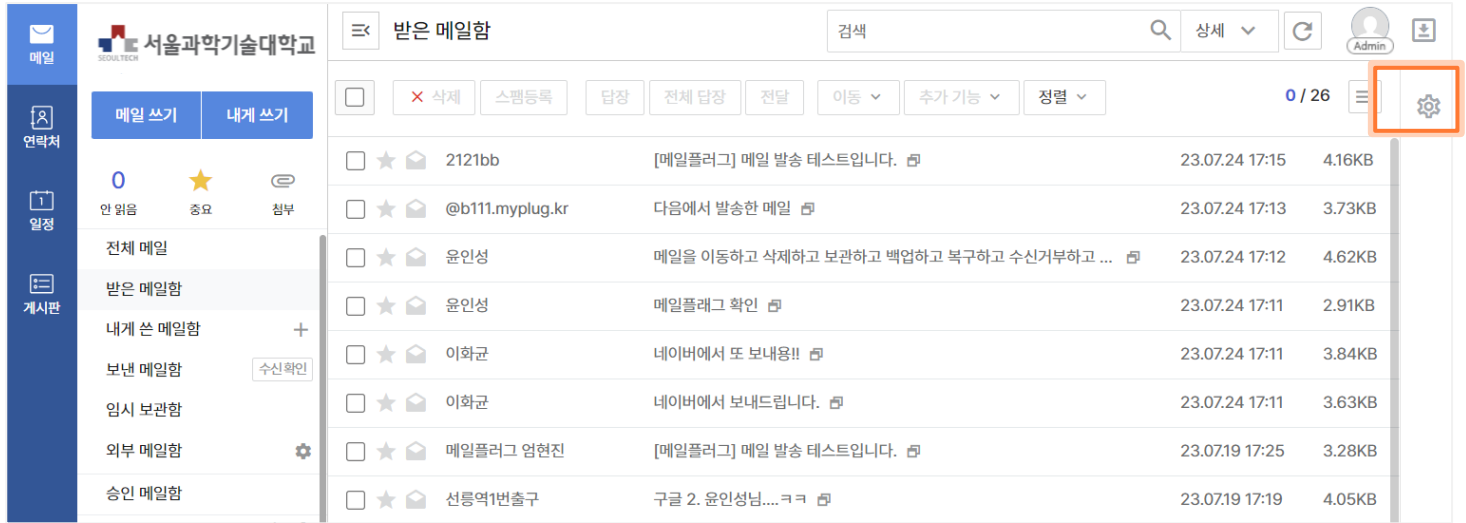 메일
연락처
1
일정
게시판
SEOULTECH 서울과학기술대학교
메일 쓰기 내게 쓰기
0
안 읽음 중요 첨부
전체 메일
받은 메일함
내게 쓴 메일함
보낸 메일함 수신확인
임시 보관함
외부 메일함
승인 메일함
받은 메일함 검색 상세 Admin
삭제 스팸등록 답장 전체 답장 전달 이동 추가 기능 정렬 0 / 26
2121bb [메일플러그] 메일 발송 테스트입니다. 23.07.24 17:15 4.16KB
@b111.myplug.kr 다음에서 발송한 메일 23.07.24 17:13 3.73KB
윤인성 메일을 이동하고 삭제하고 보관하고 백업하고 복구하고 수신거부하고 ... 23.07.24 17:12 4.62KB
윤인성 메일플래그 확인 23.07.24 17:11 2.91KB
이화균 네이버에서 또 보내용!! 23.07.24 17:11 3.84KB
이화균 네이버에서 보내드립니다. 23.07.24 17:11 3.63KB
메일플러그 엄현진 [메일플러그] 메일 발송 테스트입니다. 23.07.19 17:25 3.28KB
선릉역1번출구 구글 2. 윤인성님....ㅋㅋ 23.07.19 17:19 4.05KB